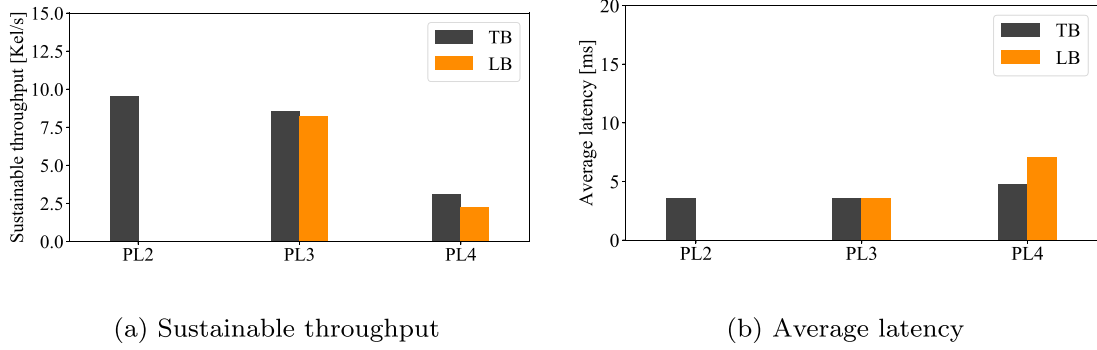 Sustainable throughput [Kel/s]
15.0
12.5
10.0
7.5
5.0
2.5
0.0
TB
LB
PL2 PL3 PL4
(a) Sustainable throughput
Average latency [ms]
20
15
10
5
0
TB
LB
PL2 PL3 PL4
(b) Average latency